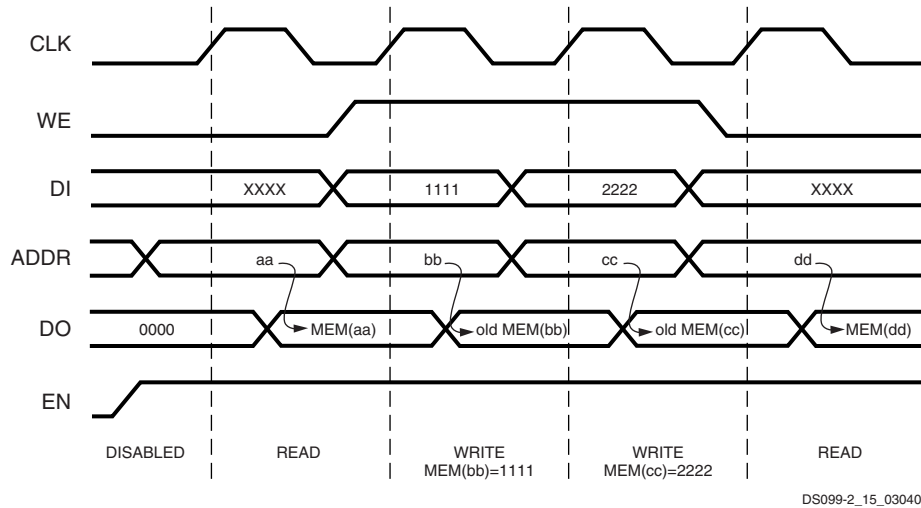 CLK
WE
DI XXXX 1111 2222 XXXX
ADDR aa bb cc dd
DO 0000 MEM(aa) old MEM(bb) old MEM(cc) MEM(dd)
EN
DISABLED READ WRITE WRITE READ
MEM(bb)=1111 MEM(cc)=2222
DS099-2_15_03040